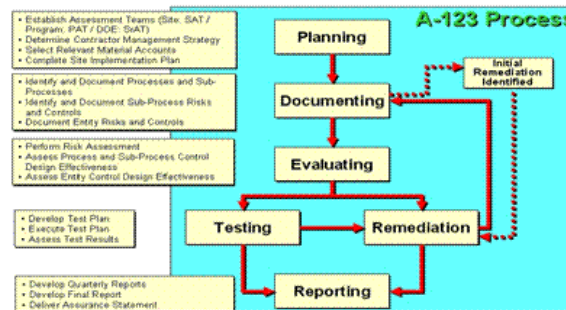 A-123 Process
• Establish Assessment Teams (Site, SAT /
Program, PAT / DOE: SrAT)
• Determine Contractor Management Strategy
• Select Relevant Material Accounts
• Complete Site Implementation Plan
Planning
Initial
Remediation
Identified
• Identify and Document Processes and Sub-
Processes
• Identify and Document Sub-Process Risks
and Controls
• Document Entity Risks and Controls
Documenting
• Perform Risk Assessment
• Assess Process and Sub-Process Control
Design Effectiveness
• Assess Entity Control Design Effectiveness
Evaluating
• Develop Test Plan
• Execute Test Plan
• Assess Test Results
Testing
Remediation
• Develop Quarterly Reports
• Develop Final Report
• Deliver Assurance Statement
Reporting